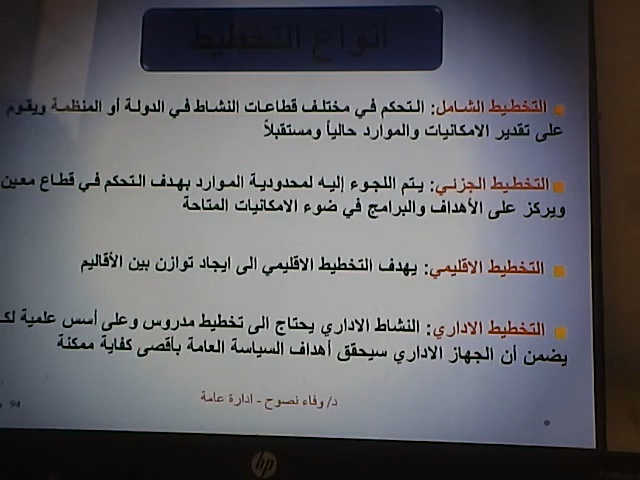 انواع التخطيط
التخطيط الشامل: التحكم في مختلف قطاعات النشاط في الدولة أو المنظمة ويقوم
على تقدير الامكانيات والموارد حالياً ومستقبلاً
التخطيط الجزئي: يتم اللجوء إليه لمحدودية الموارد بهدف التحكم في قطاع معين
ويركز على الأهداف والبرامج في ضوء الامكانيات المتاحة
التخطيط الاقليمي: يهدف التخطيط الاقليمي الى ايجاد توازن بين الأقاليم
التخطيط الاداري: النشاط الاداري يحتاج الى تخطيط مدروس وعلى أسس علمية
يضمن أن الجهاز الاداري سيحقق أهداف السياسة العامة بأقصى كفاية ممكنة
د/ وفاء نصوح - ادارة عامة
94
hp